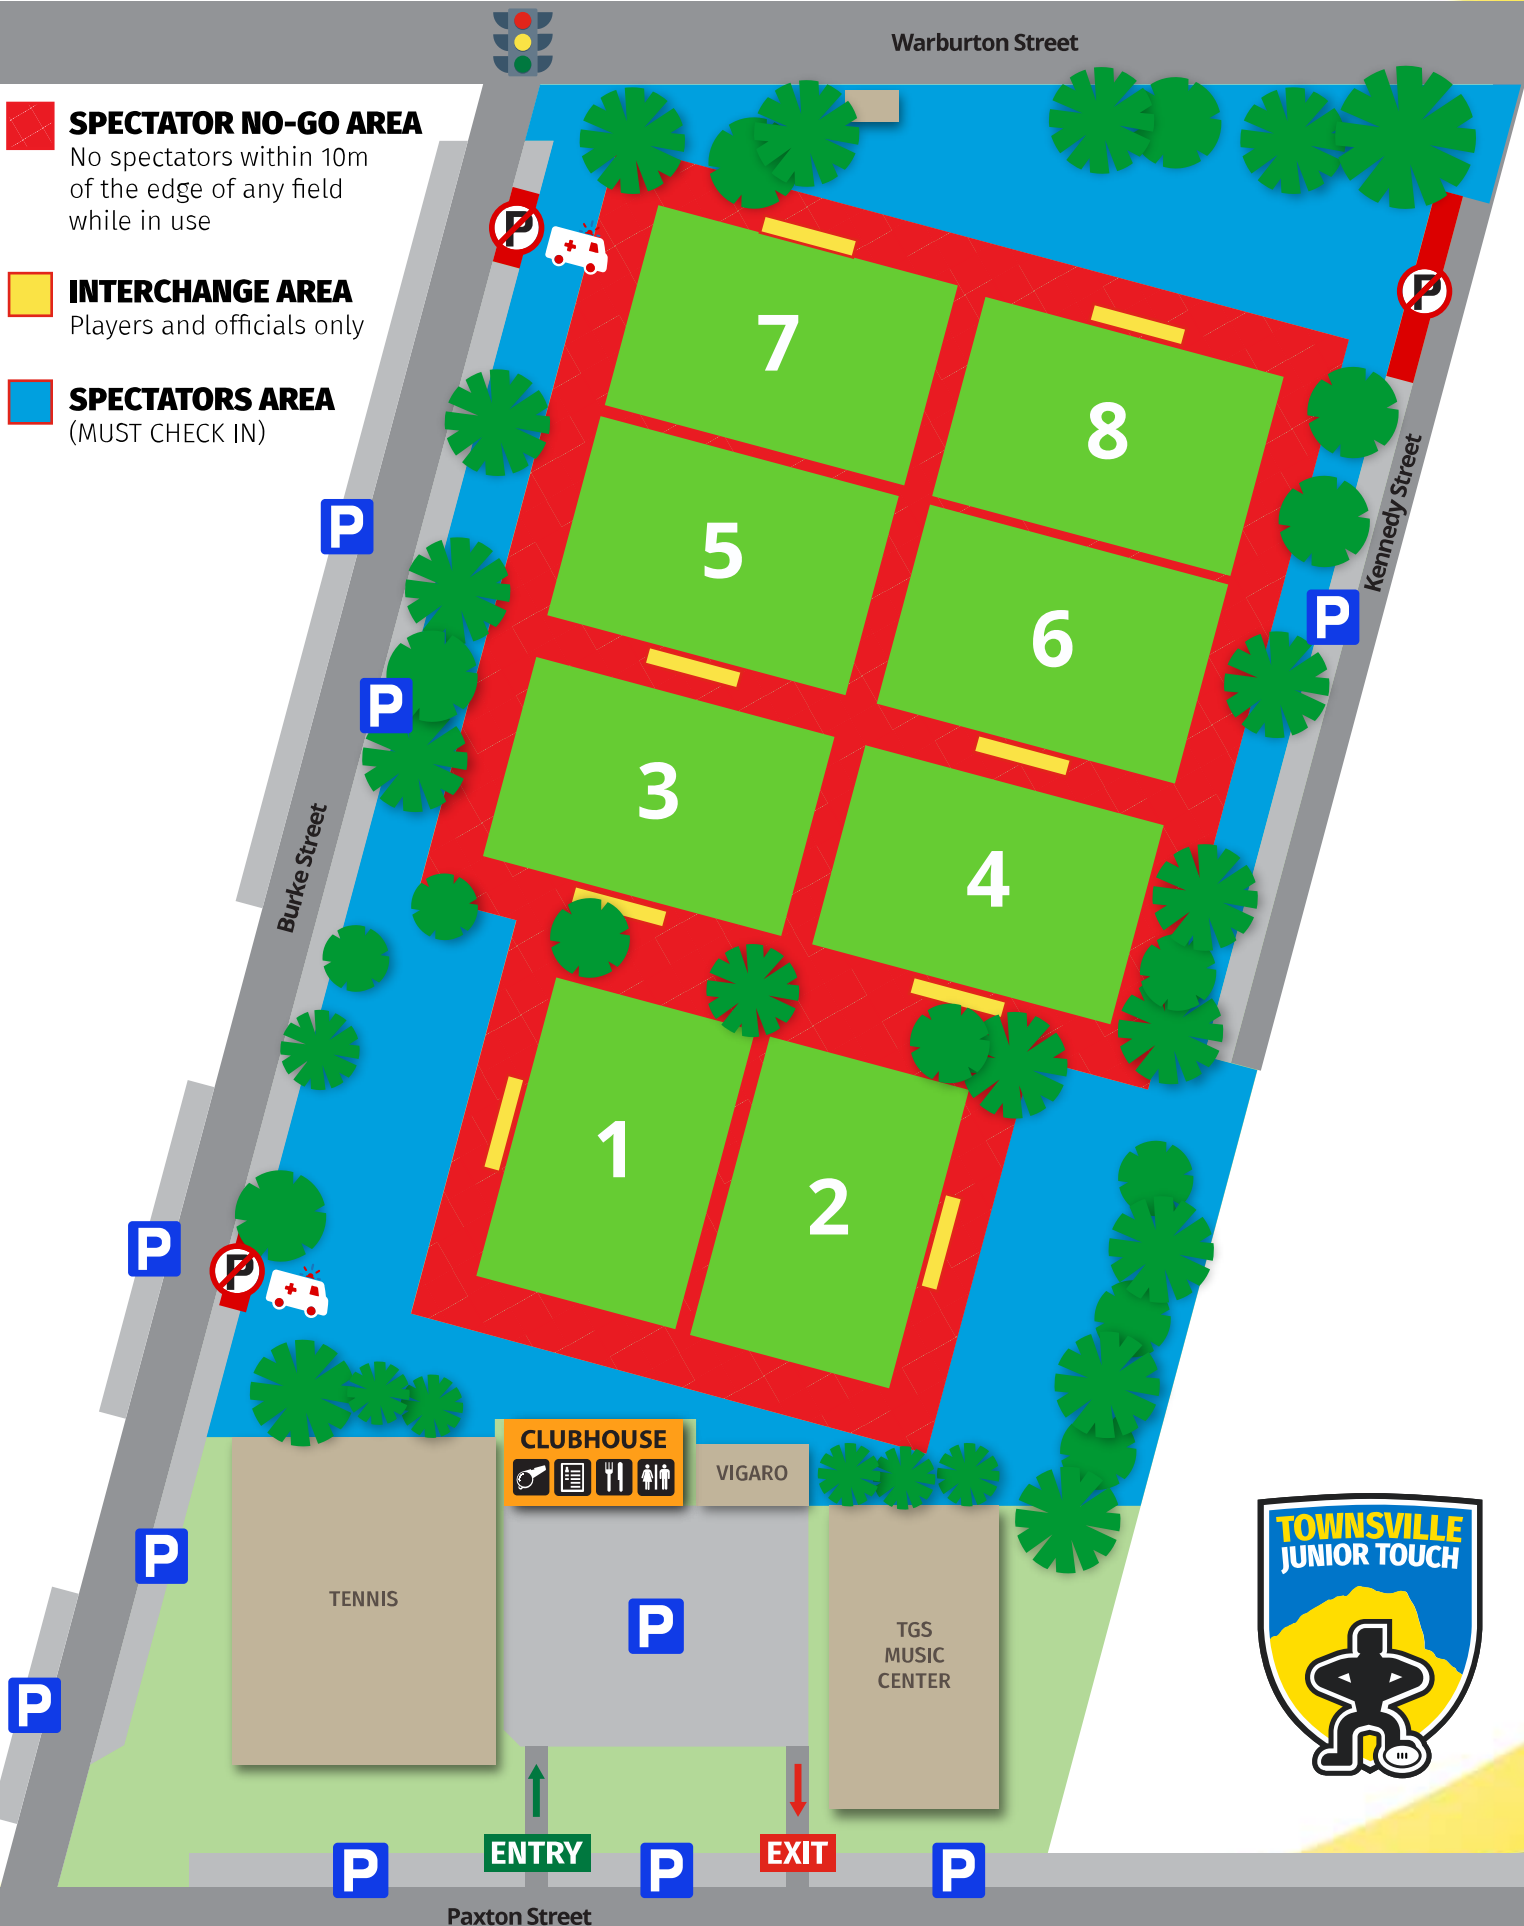 Warburton Street
SPECTATOR NO-GO AREA
No spectators within 10m
of the edge of any field
while in use
INTERCHANGE AREA
Players and officials only
SPECTATORS AREA
(MUST CHECK IN)
P
P
7
8
5
6
3
4
1
2
Kennedy Street
Burke Street
P
P
P
P
P
P
CLUBHOUSE
VIGARO
TENNIS
P
TGS
MUSIC
CENTER
P
P
TOWNSVILLE
JUNIOR TOUCH
ENTRY
EXIT
P
P
P
Paxton Street